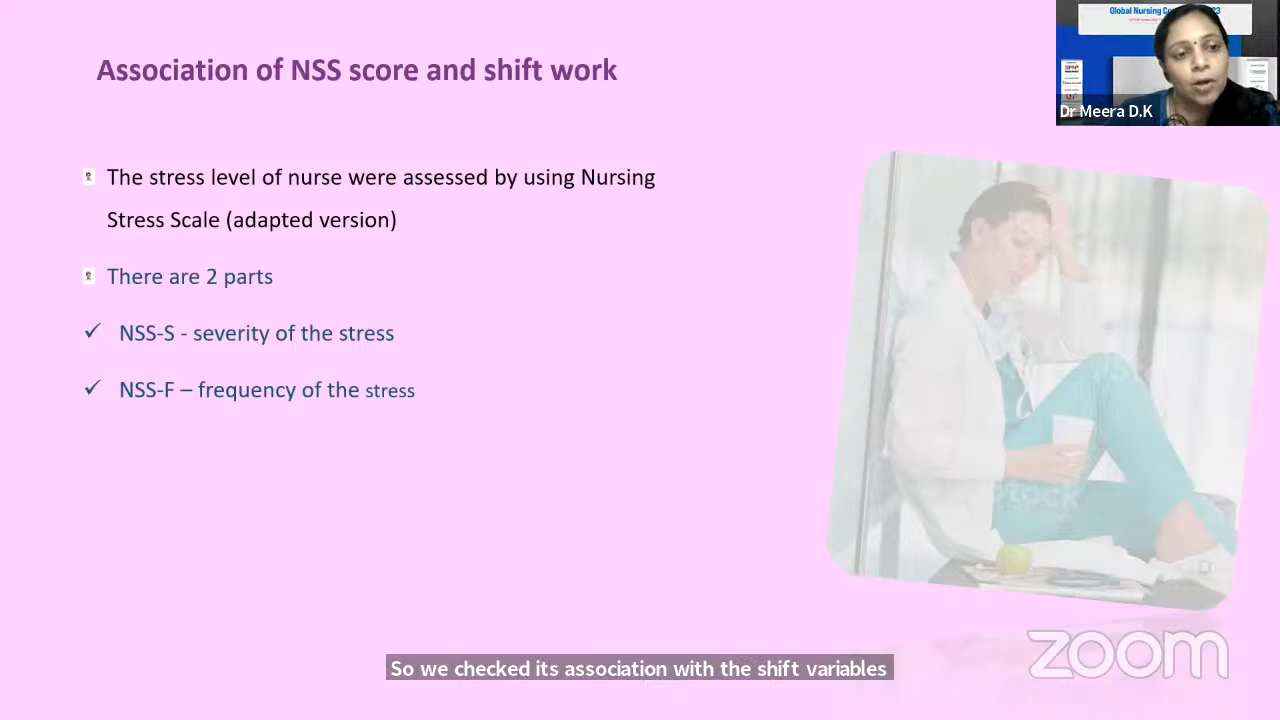 Association of NSS score and shift work
Global Nursing
Dr Meera D.K
The stress level of nurse were assessed by using Nursing
Stress Scale (adapted version)
There are 2 parts
✓ NSS-S - severity of the stress
✓ NSS-F – frequency of the stress
So we checked its association with the shift variables
zoom